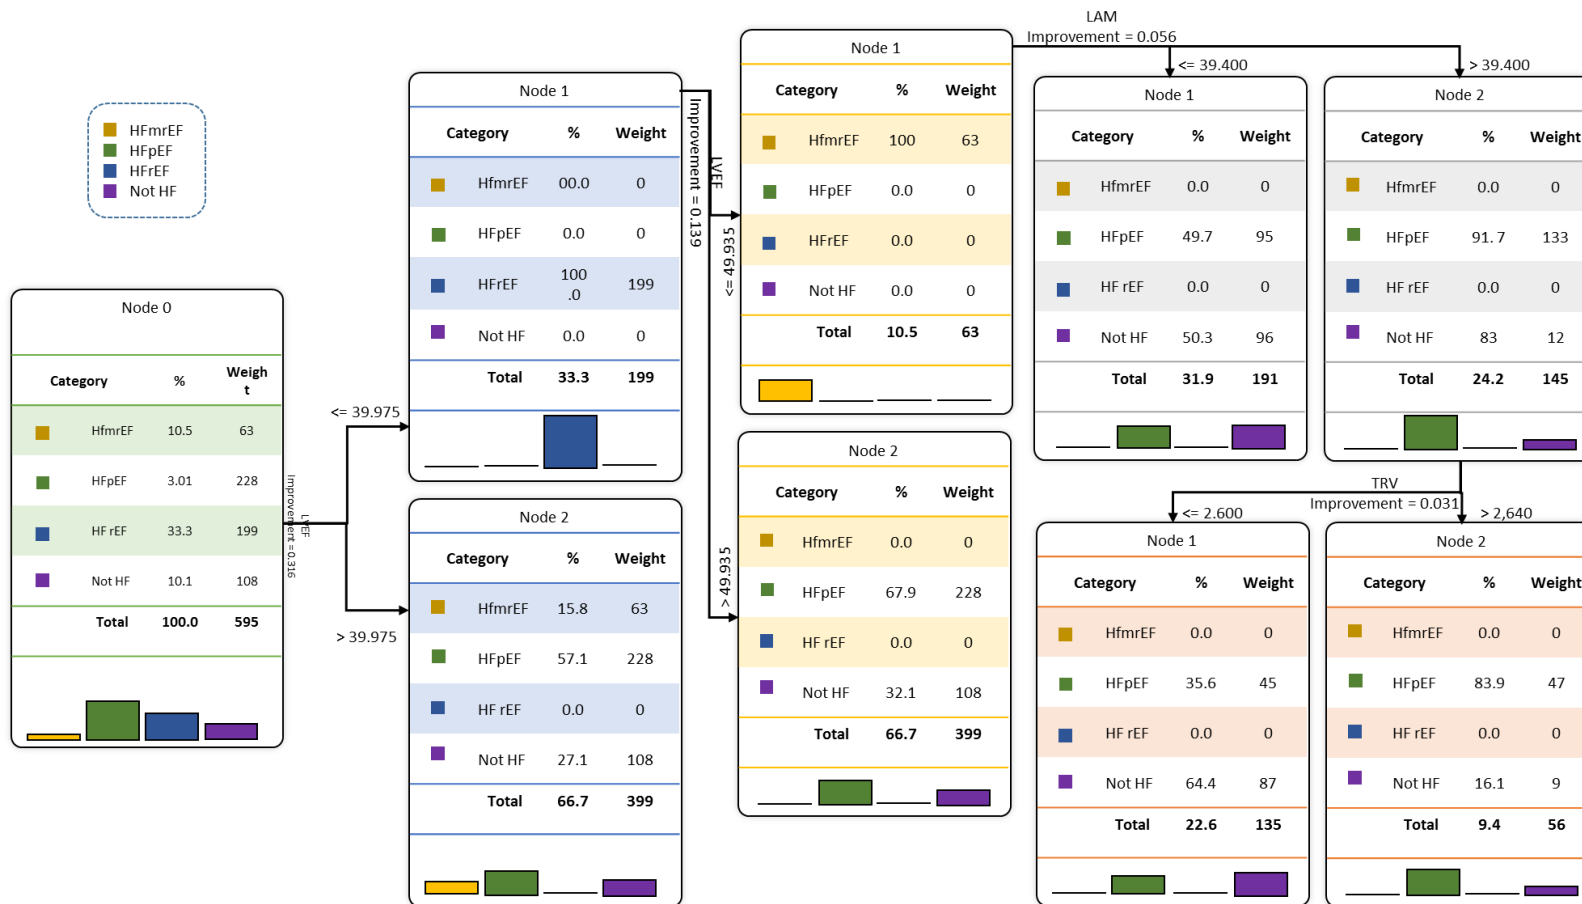 HFmrEF
HFpEF
HFrEF
Not HF
Node 0
Category % Weigh
t
HfmrEF 10.5 63
HFpEF 3.01 228
HF rEF 33.3 199
Not HF 10.1 108
Total 100.0 595
LVEF
Improvement = 0.316
<= 39.975
> 39.975
Node 1
Category % Weight
HfmrEF 00.0 0
HFpEF 0.0 0
HFrEF 100
.0 199
Not HF 0.0 0
Total 33.3 199
Node 2
Category % Weight
HfmrEF 15.8 63
HFpEF 57.1 228
HF rEF 0.0 0
Not HF 27.1 108
Total 66.7 399
LVEF
Improvement = 0.139
<= 49.935
> 49.935
Node 1
Category % Weight
HfmrEF 100 63
HFpEF 0.0 0
HFrEF 0.0 0
Not HF 0.0 0
Total 10.5 63
Node 2
Category % Weight
HfmrEF 0.0 0
HFpEF 67.9 228
HF rEF 0.0 0
Not HF 32.1 108
Total 66.7 399
LAM
Improvement = 0.056
<= 39.400
> 39.400
Node 1
Category % Weight
HfmrEF 0.0 0
HFpEF 49.7 95
HF rEF 0.0 0
Not HF 50.3 96
Total 31.9 191
Node 2
Category % Weight
HfmrEF 0.0 0
HFpEF 91.7 133
HF rEF 0.0 0
Not HF 83 12
Total 24.2 145
TRV
Improvement = 0.031
<= 2.600
> 2,640
Node 1
Category % Weight
HfmrEF 0.0 0
HFpEF 35.6 45
HF rEF 0.0 0
Not HF 64.4 87
Total 22.6 135
Node 2
Category % Weight
HfmrEF 0.0 0
HFpEF 83.9 47
HF rEF 0.0 0
Not HF 16.1 9
Total 9.4 56